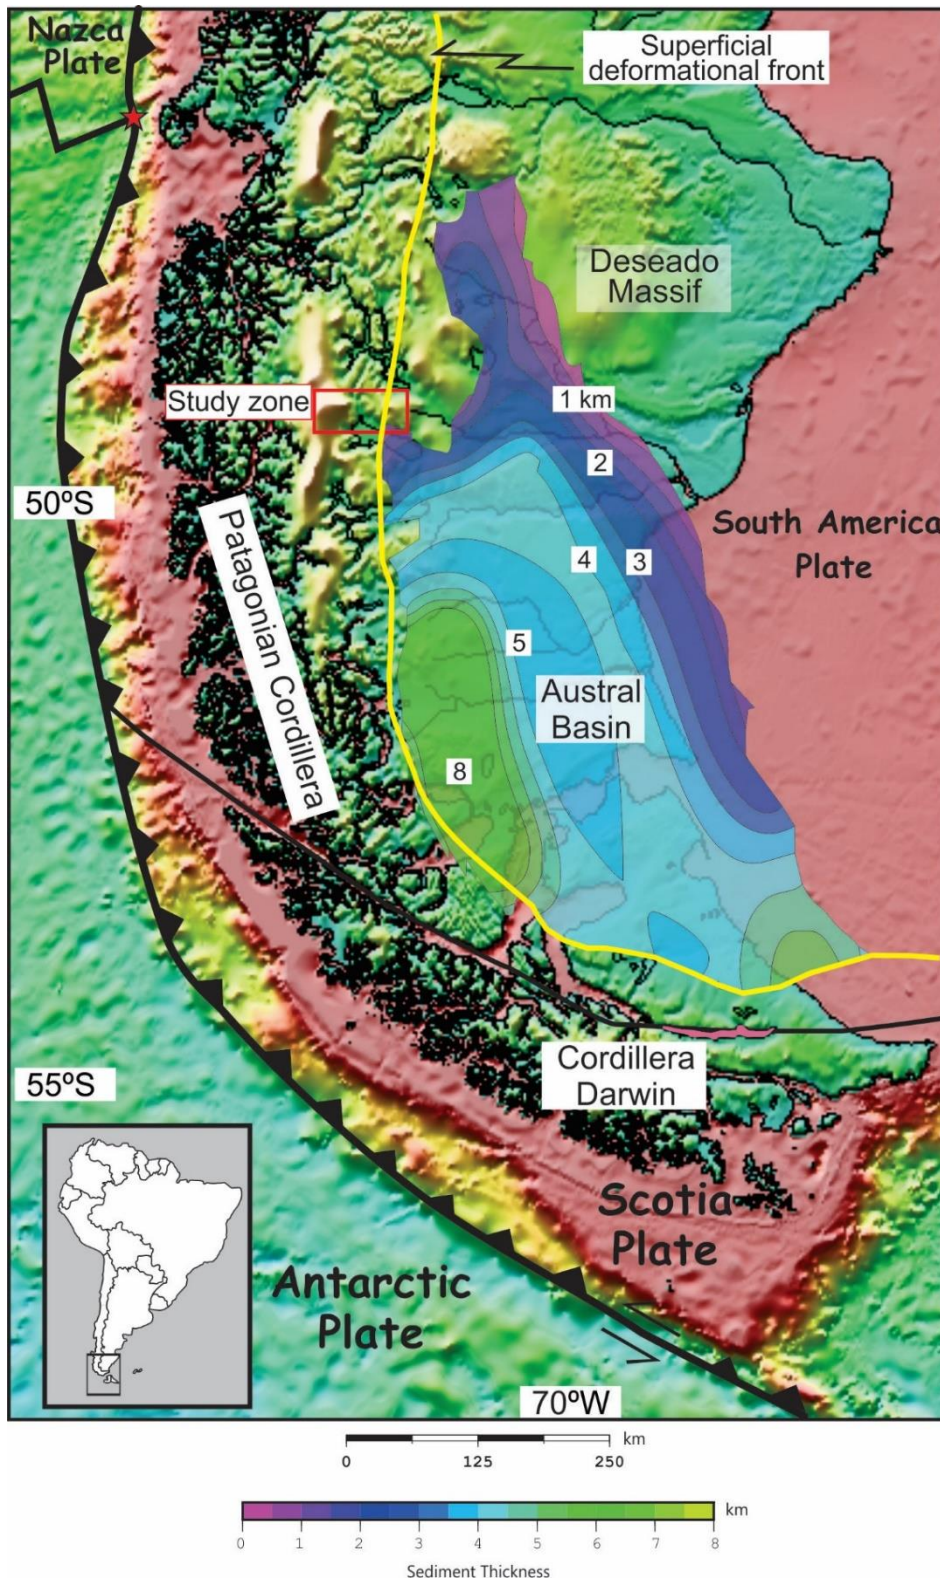 Nazca
Plate
Superficial
deformational front
Deseado
Massif
Study zone
1 km
2
50ºS
South America
Plate
4
3
Patagonian Cordillera
5
Austral
Basin
8
Cordillera
Darwin
55ºS
Scotia
Plate
Antarctic
Plate
70ºW
km
0
125
250
km
0
1
2
3
4
5
6
7
8
Sediment Thickness